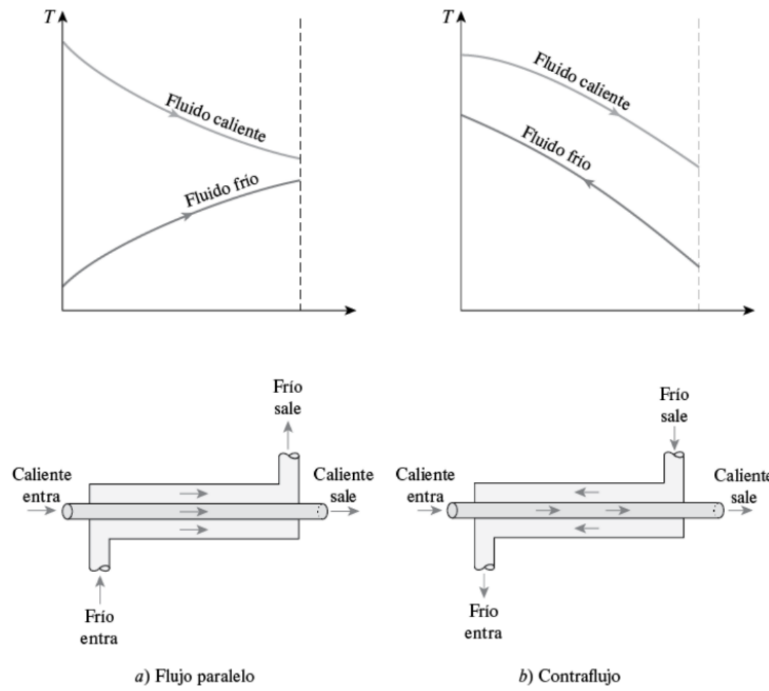 T
Fluido caliente
Fluido frío
T
Fluido caliente
Fluido frío
Frío
sale
Caliente
entra
Caliente
sale
Frío
entra
a) Flujo paralelo
Frío
sale
Caliente
entra
Caliente
sale
Frío
entra
b) Contraflujo